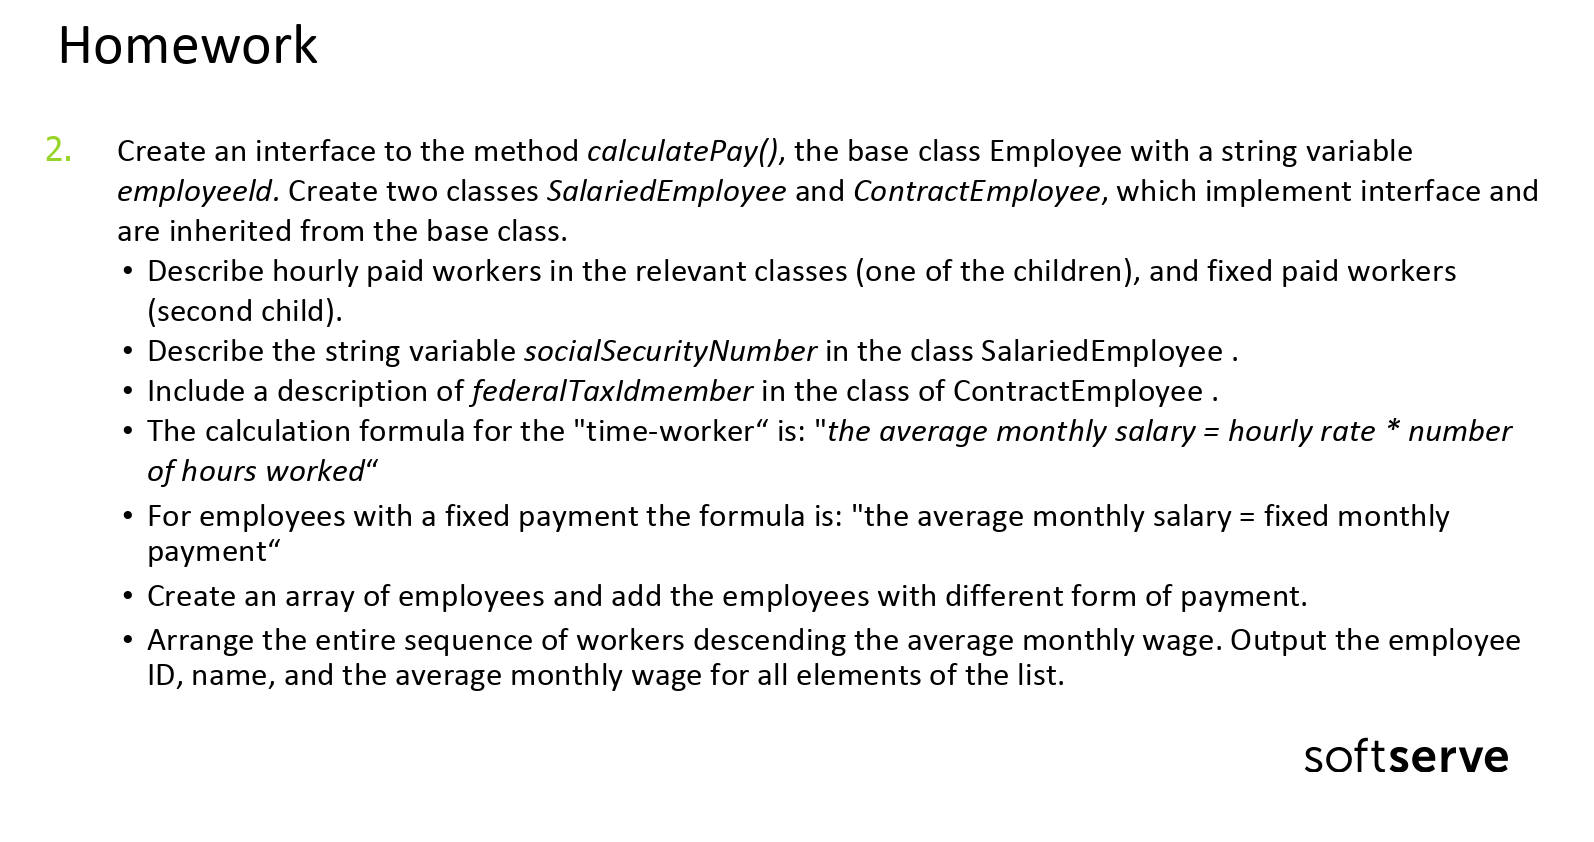 Homework
2. Create an interface to the method calculatePay(), the base class Employee with a string variable
employeeId. Create two classes SalariedEmployee and ContractEmployee, which implement interface and
are inherited from the base class.
• Describe hourly paid workers in the relevant classes (one of the children), and fixed paid workers
(second child).
• Describe the string variable socialSecurityNumber in the class SalariedEmployee .
• Include a description of federalTaxIdmember in the class of ContractEmployee .
• The calculation formula for the "time-worker“ is: "the average monthly salary = hourly rate * number
of hours worked“
• For employees with a fixed payment the formula is: "the average monthly salary = fixed monthly
payment“
• Create an array of employees and add the employees with different form of payment.
• Arrange the entire sequence of workers descending the average monthly wage. Output the employee
ID, name, and the average monthly wage for all elements of the list.
softserve